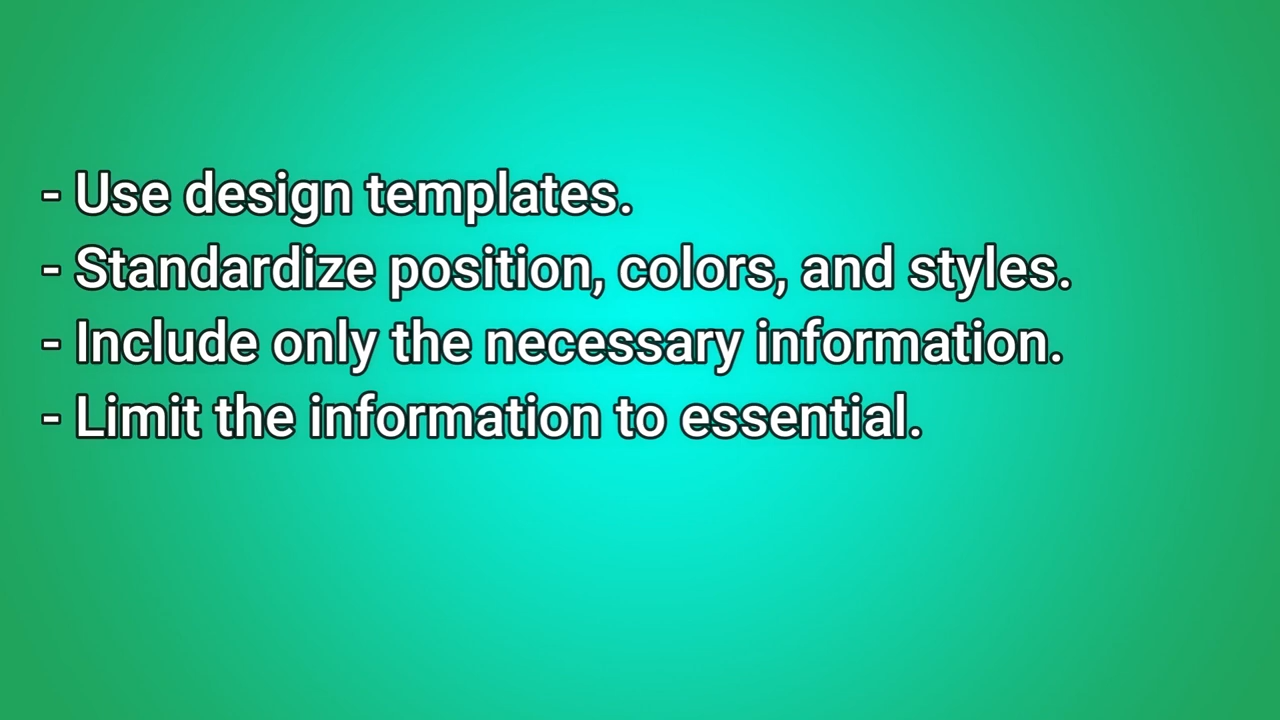 - Use design templates.
- Standardize position, colors, and styles.
- Include only the necessary information.
- Limit the information to essential.